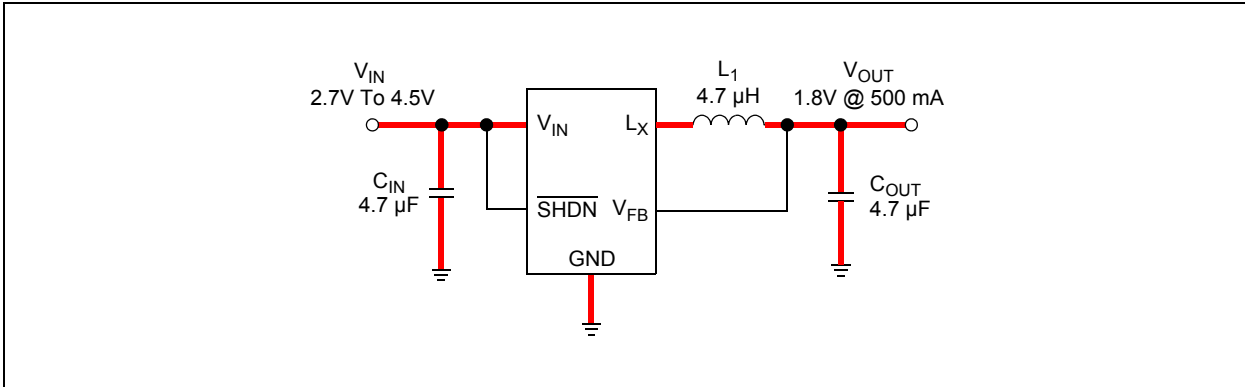 V_IN
2.7V To 4.5V
L_1
4.7 µH
V_OUT
1.8V @ 500 mA
V_IN
L_X
C_IN
4.7 µF
S̅H̅D̅N̅
V_FB
C_OUT
4.7 µF
GND